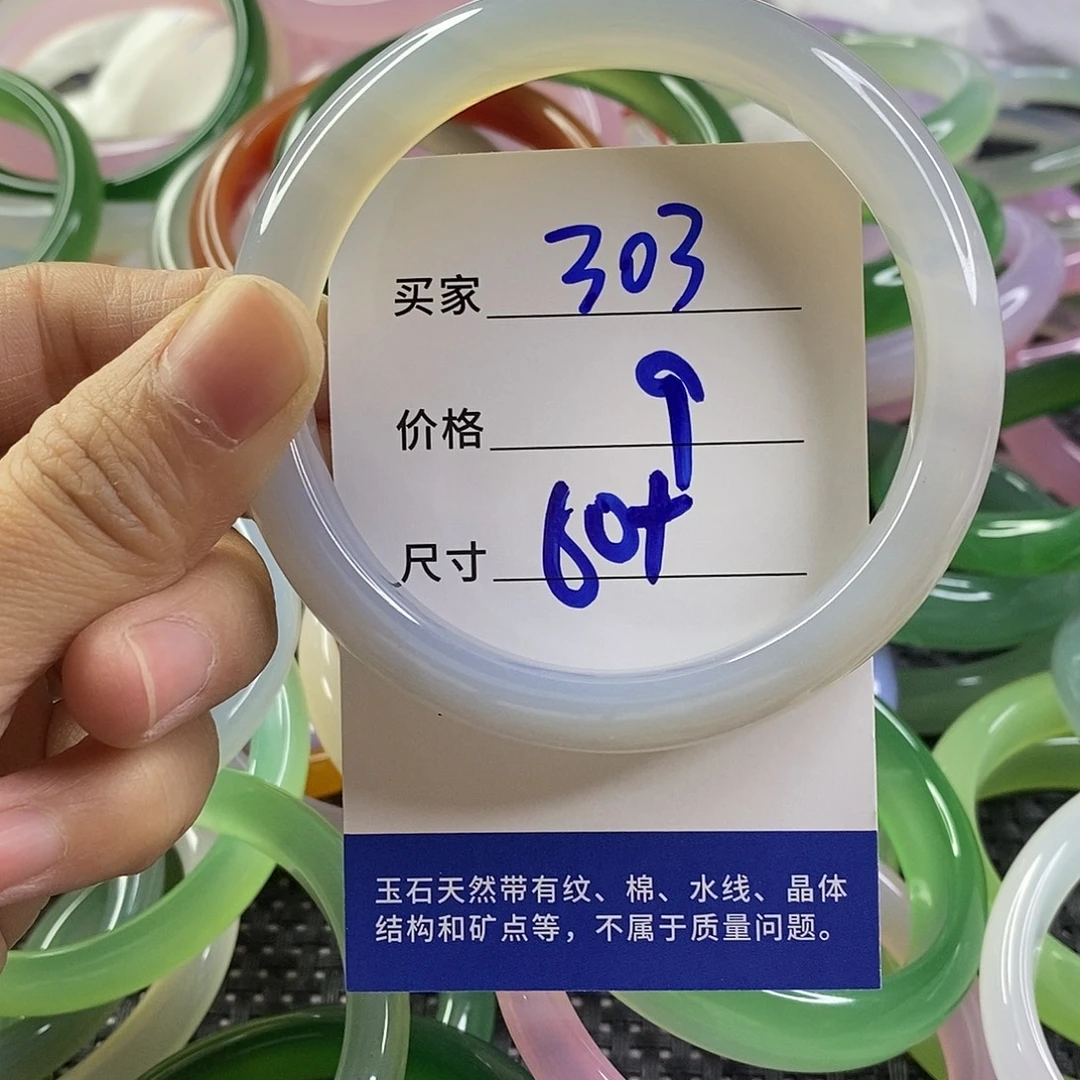 买家 303
价格 9
尺寸 60+
玉石天然带有纹、棉、水线、晶体
结构和矿点等，不属于质量问题。